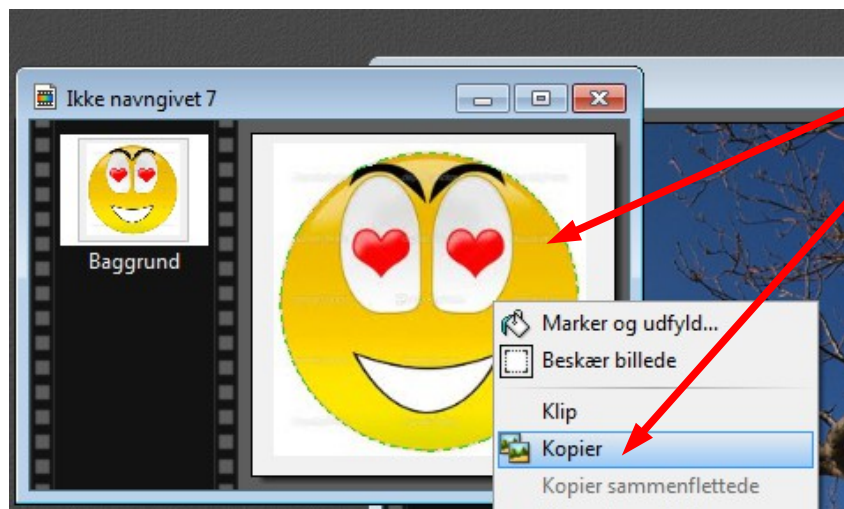 Ikke navngivet 7
Baggrund
Marker og udfyld...
Beskær billede
Klip
Kopier
Kopier sammenflettede